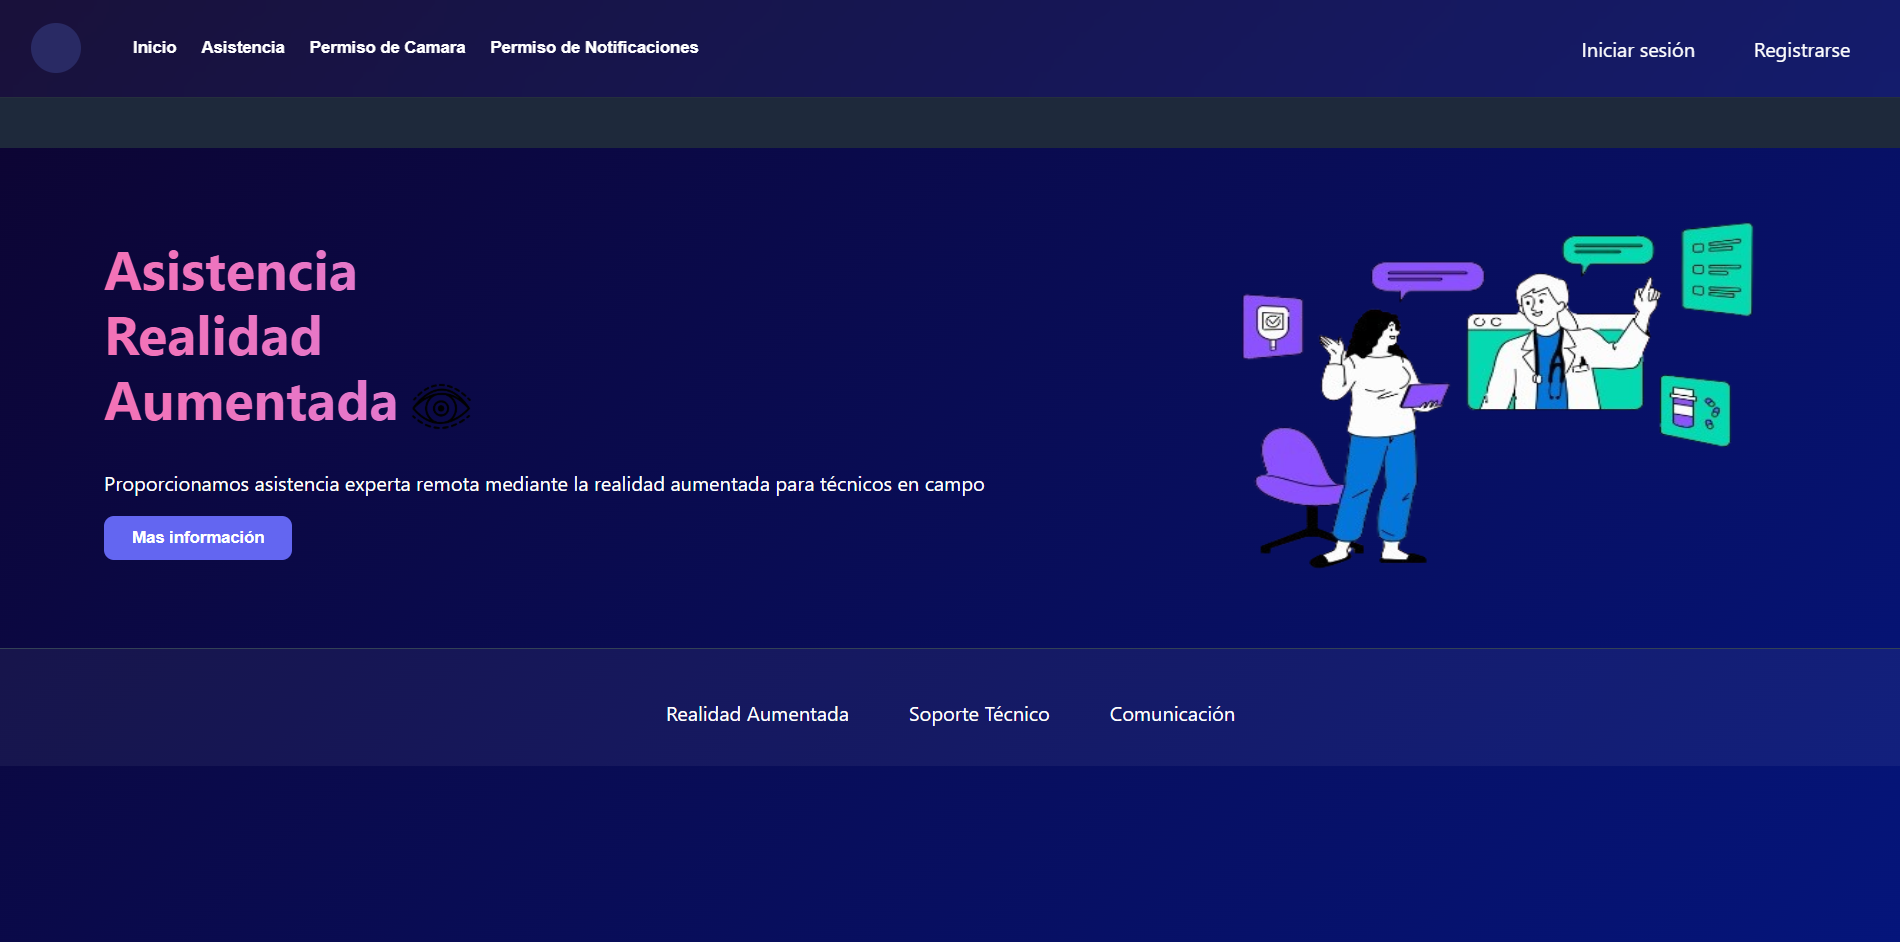 Inicio Asistencia Permiso de Camara Permiso de Notificaciones Iniciar sesión Registrarse
Asistencia
Realidad
Aumentada
Proporcionamos asistencia experta remota mediante la realidad aumentada para técnicos en campo
Mas información
Realidad Aumentada Soporte Técnico Comunicación